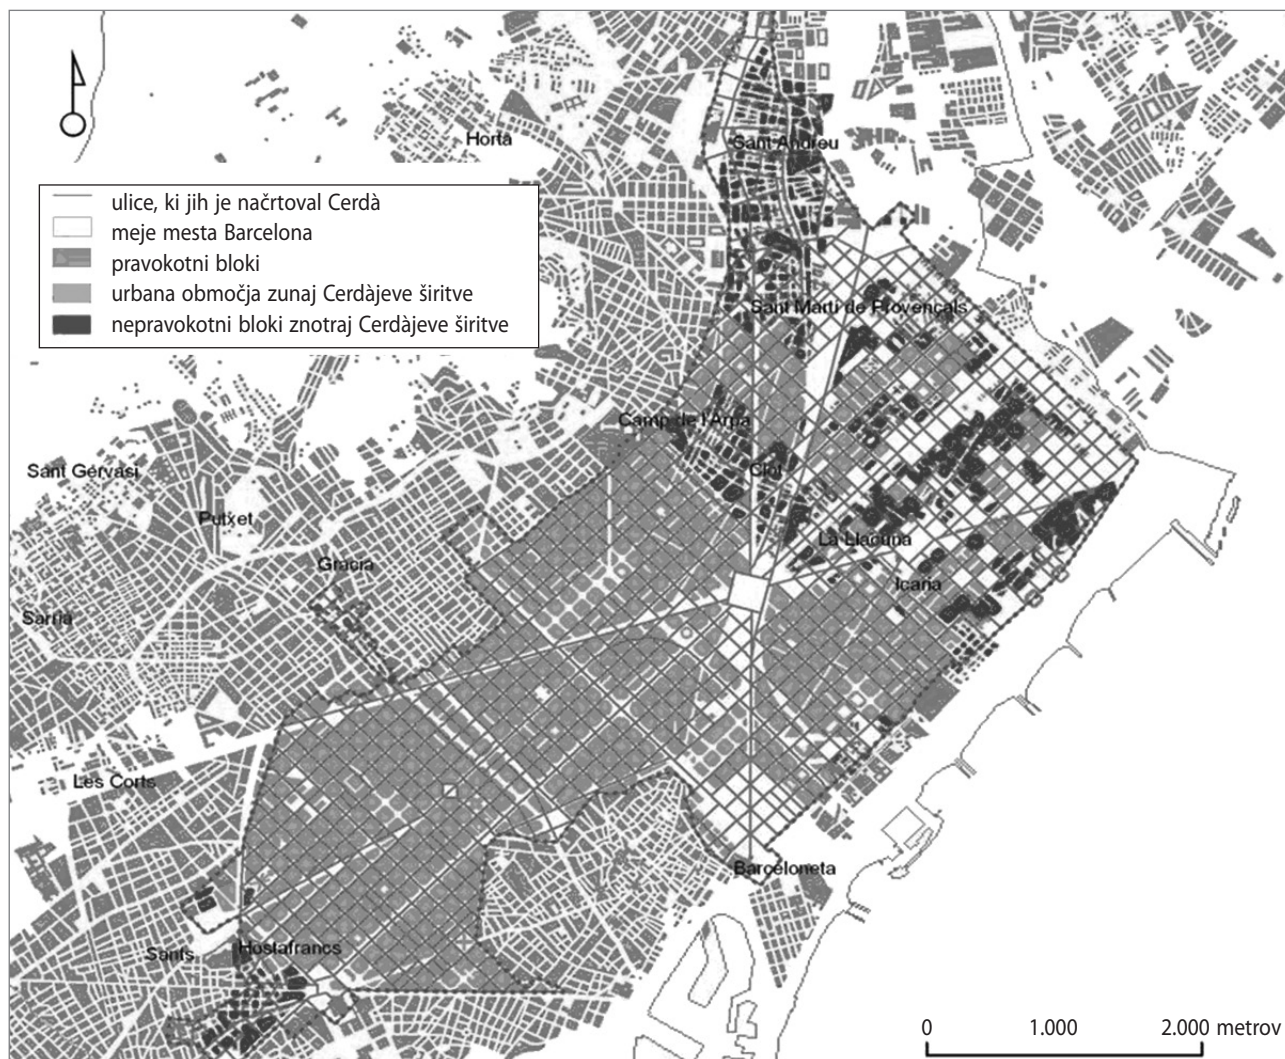 Horta
Sant Andreu
ulice, ki jih je načrtoval Cerdà
meje mesta Barcelona
pravokotni bloki
urbana območja zunaj Cerdàjeve širitve
nepravokotni bloki znotraj Cerdàjeve širitve
Sant Martí de Provençals
Camp de l'Arpa
Sant Gervasi
Clot
Putxet
La Llacuna
Gracia
Icaria
Sarria
Les Corts
Barceloneta
Sants
Hostafrancs
0 1.000 2.000 metrov